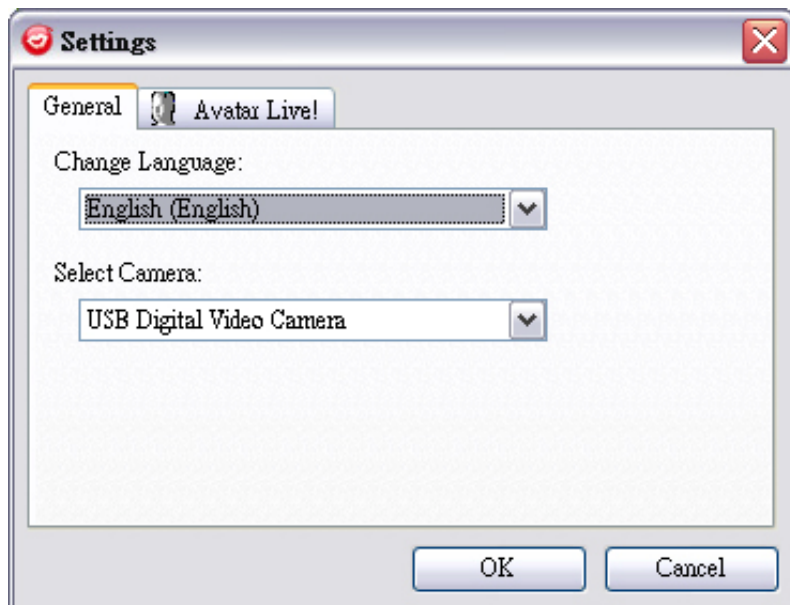 Settings
General Avatar Live!
Change Language:
English (English)
Select Camera:
USB Digital Video Camera
OK Cancel